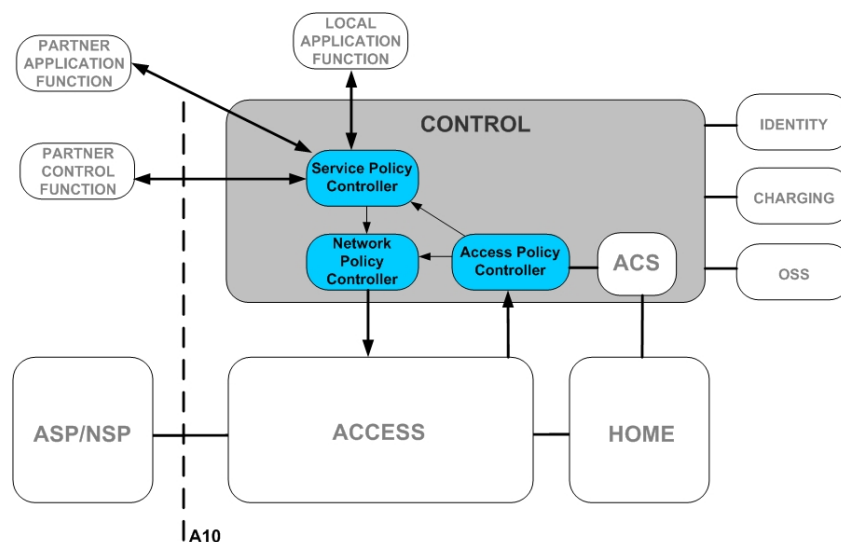 PARTNER
APPLICATION
FUNCTION
LOCAL
APPLICATION
FUNCTION
CONTROL
IDENTITY
PARTNER
CONTROL
FUNCTION
Service Policy
Controller
CHARGING
Network
Policy
Controller
Access Policy
Controller
ACS
OSS
ASP/NSP
ACCESS
HOME
A10